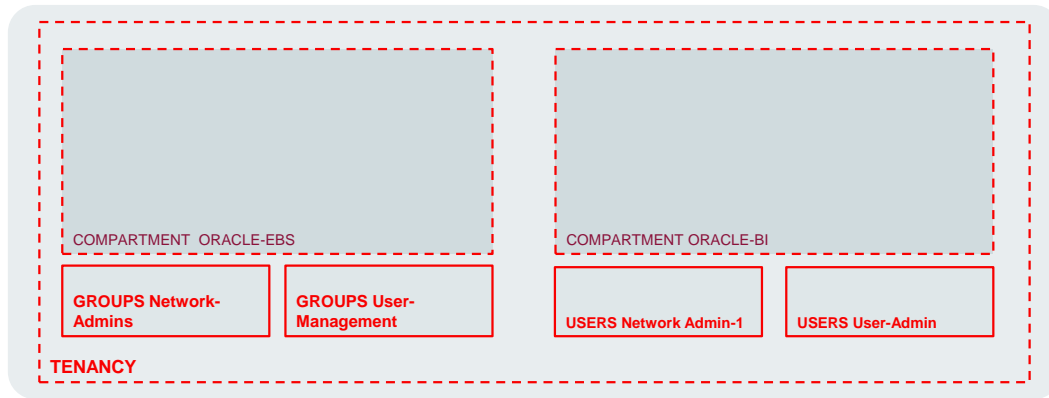 COMPARTMENT ORACLE-EBS
COMPARTMENT ORACLE-BI
GROUPS Network-
Admins
GROUPS User-
Management
USERS Network Admin-1
USERS User-Admin
TENANCY